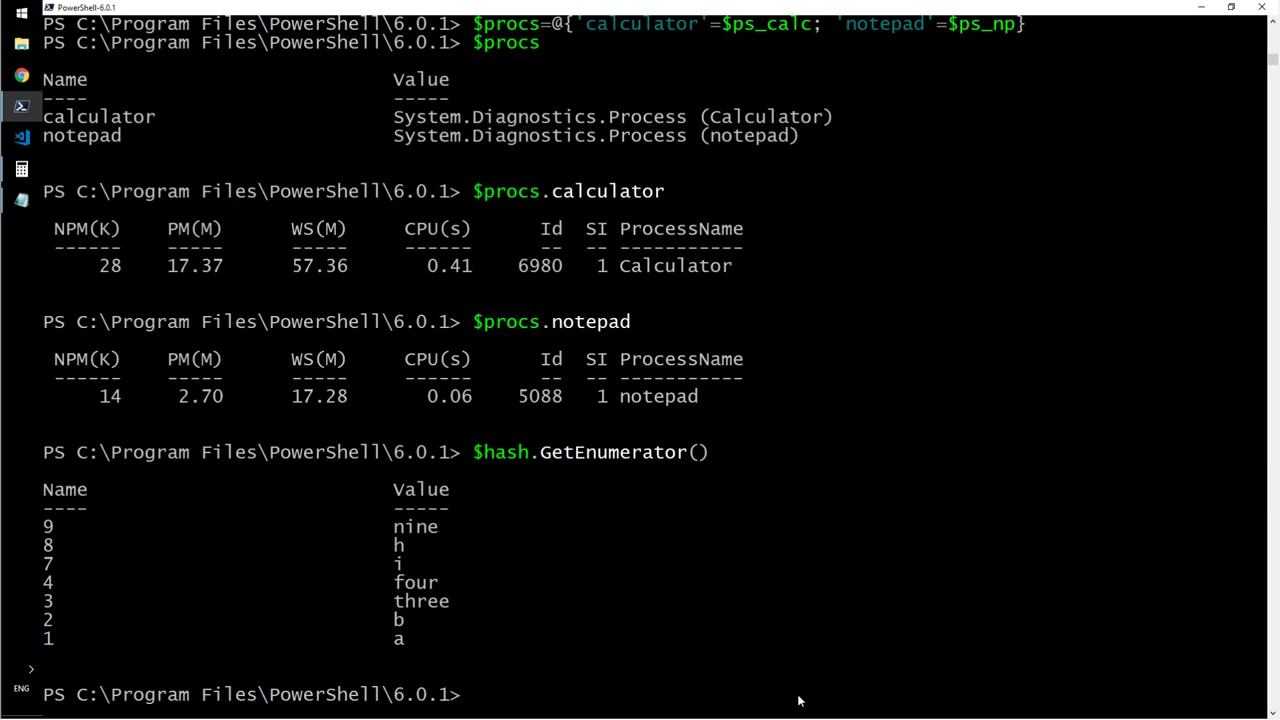 PowerShell-6.0.1
PS C:\Program Files\PowerShell\6.0.1> $procs=@{'calculator'=$ps_calc; 'notepad'=$ps_np}
PS C:\Program Files\PowerShell\6.0.1> $procs
Name Value
---- -----
calculator System.Diagnostics.Process (Calculator)
notepad System.Diagnostics.Process (notepad)
PS C:\Program Files\PowerShell\6.0.1> $procs.calculator
NPM(K) PM(M) WS(M) CPU(s) Id SI ProcessName
------ ----- ----- ------ -- -- -----------
28 17.37 57.36 0.41 6980 1 Calculator
PS C:\Program Files\PowerShell\6.0.1> $procs.notepad
NPM(K) PM(M) WS(M) CPU(s) Id SI ProcessName
------ ----- ----- ------ -- -- -----------
14 2.70 17.28 0.06 5088 1 notepad
PS C:\Program Files\PowerShell\6.0.1> $hash.GetEnumerator()
Name Value
---- -----
9 nine
8 h
7 i
4 four
3 three
2 b
1 a
ENG
PS C:\Program Files\PowerShell\6.0.1>